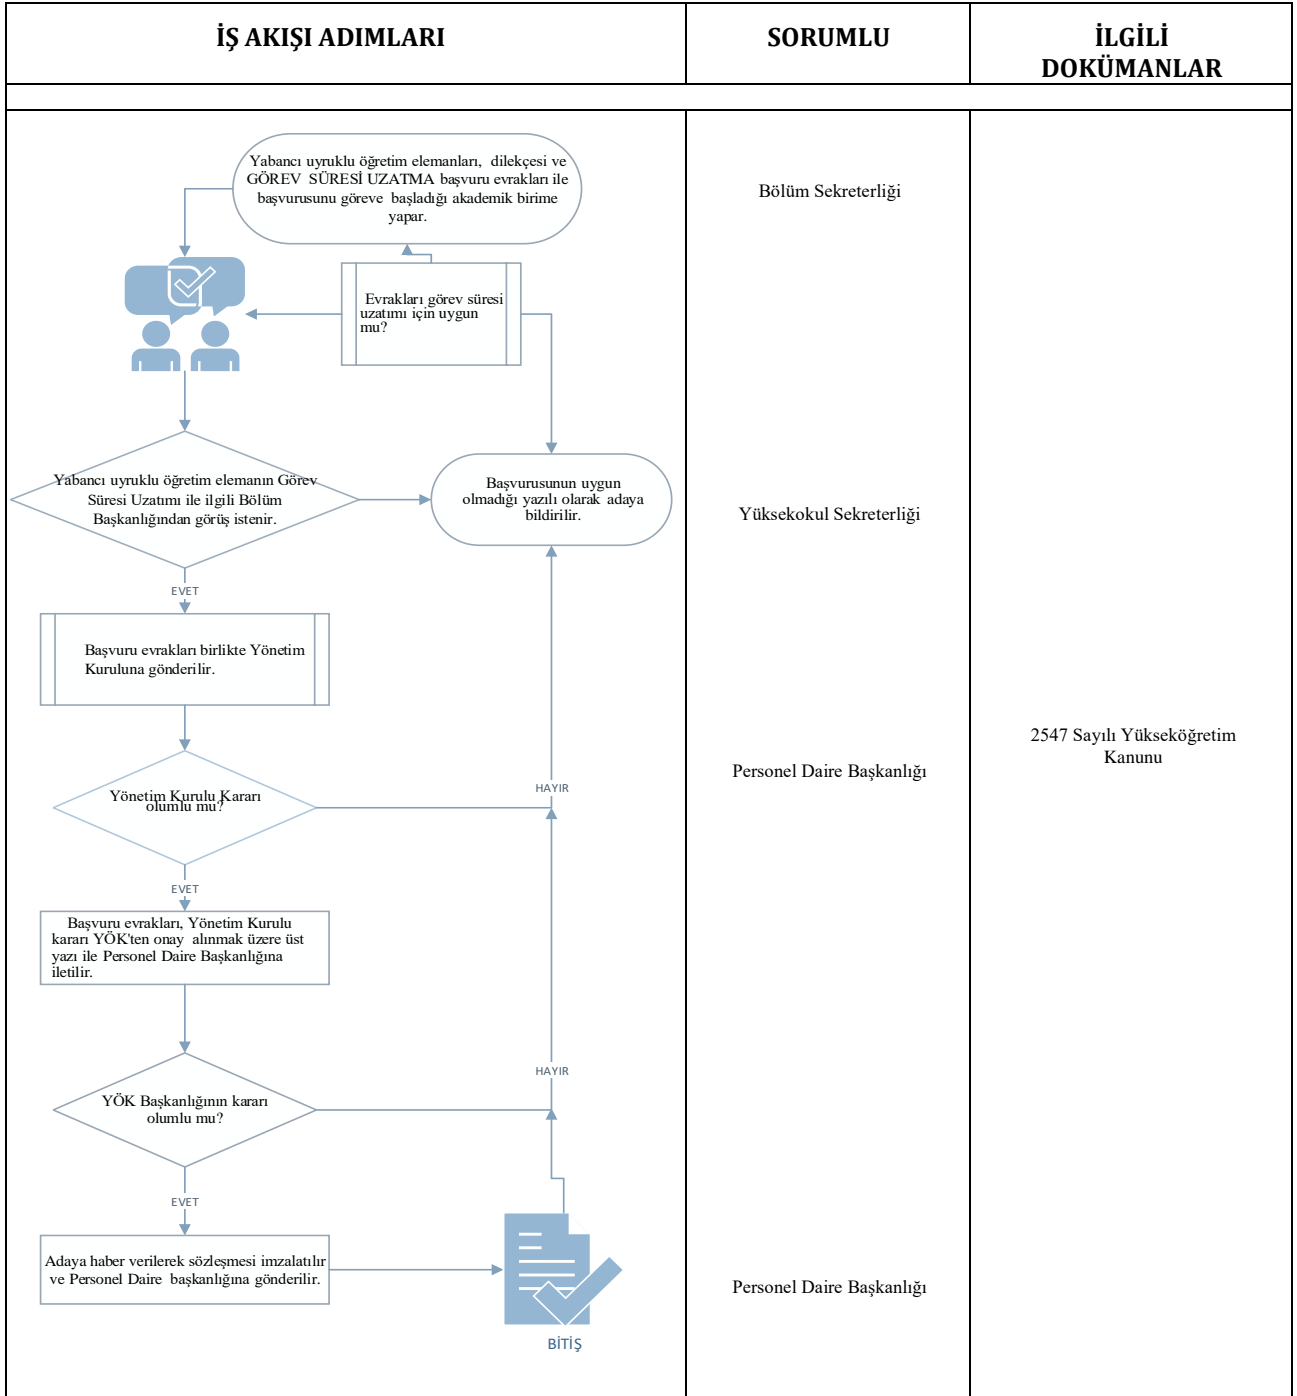 İŞ AKIŞI ADIMLARI
SORUMLU
İLGİLİ
DOKÜMANLAR
Yabancı uyruklu öğretim elemanları, dilekçesi ve
GÖREV SÜRESİ UZATMA başvuru evrakları ile
başvurusunu göreve başladığı akademik birime
yapar.
Bölüm Sekreterliği
Evrakları görev süresi
uzatımı için uygun
mu?
Yabancı uyruklu öğretim elemanın Görev
Süresi Uzatımı ile ilgili Bölüm
Başkanlığından görüş istenir.
Başvurusunun uygun
olmadığı yazılı olarak adaya
bildirilir.
Yüksekokul Sekreterliği
EVET
Başvuru evrakları birlikte Yönetim
Kuruluna gönderilir.
2547 Sayılı Yükseköğretim
Kanunu
Personel Daire Başkanlığı
Yönetim Kurulu Kararı
olumlu mu?
HAYIR
EVET
Başvuru evrakları, Yönetim Kurulu
kararı YÖK'ten onay alınmak üzere üst
yazı ile Personel Daire Başkanlığına
iletilir.
HAYIR
YÖK Başkanlığının kararı
olumlu mu?
EVET
Adaya haber verilerek sözleşmesi imzalatılır
ve Personel Daire başkanlığına gönderilir.
Personel Daire Başkanlığı
BİTİŞ